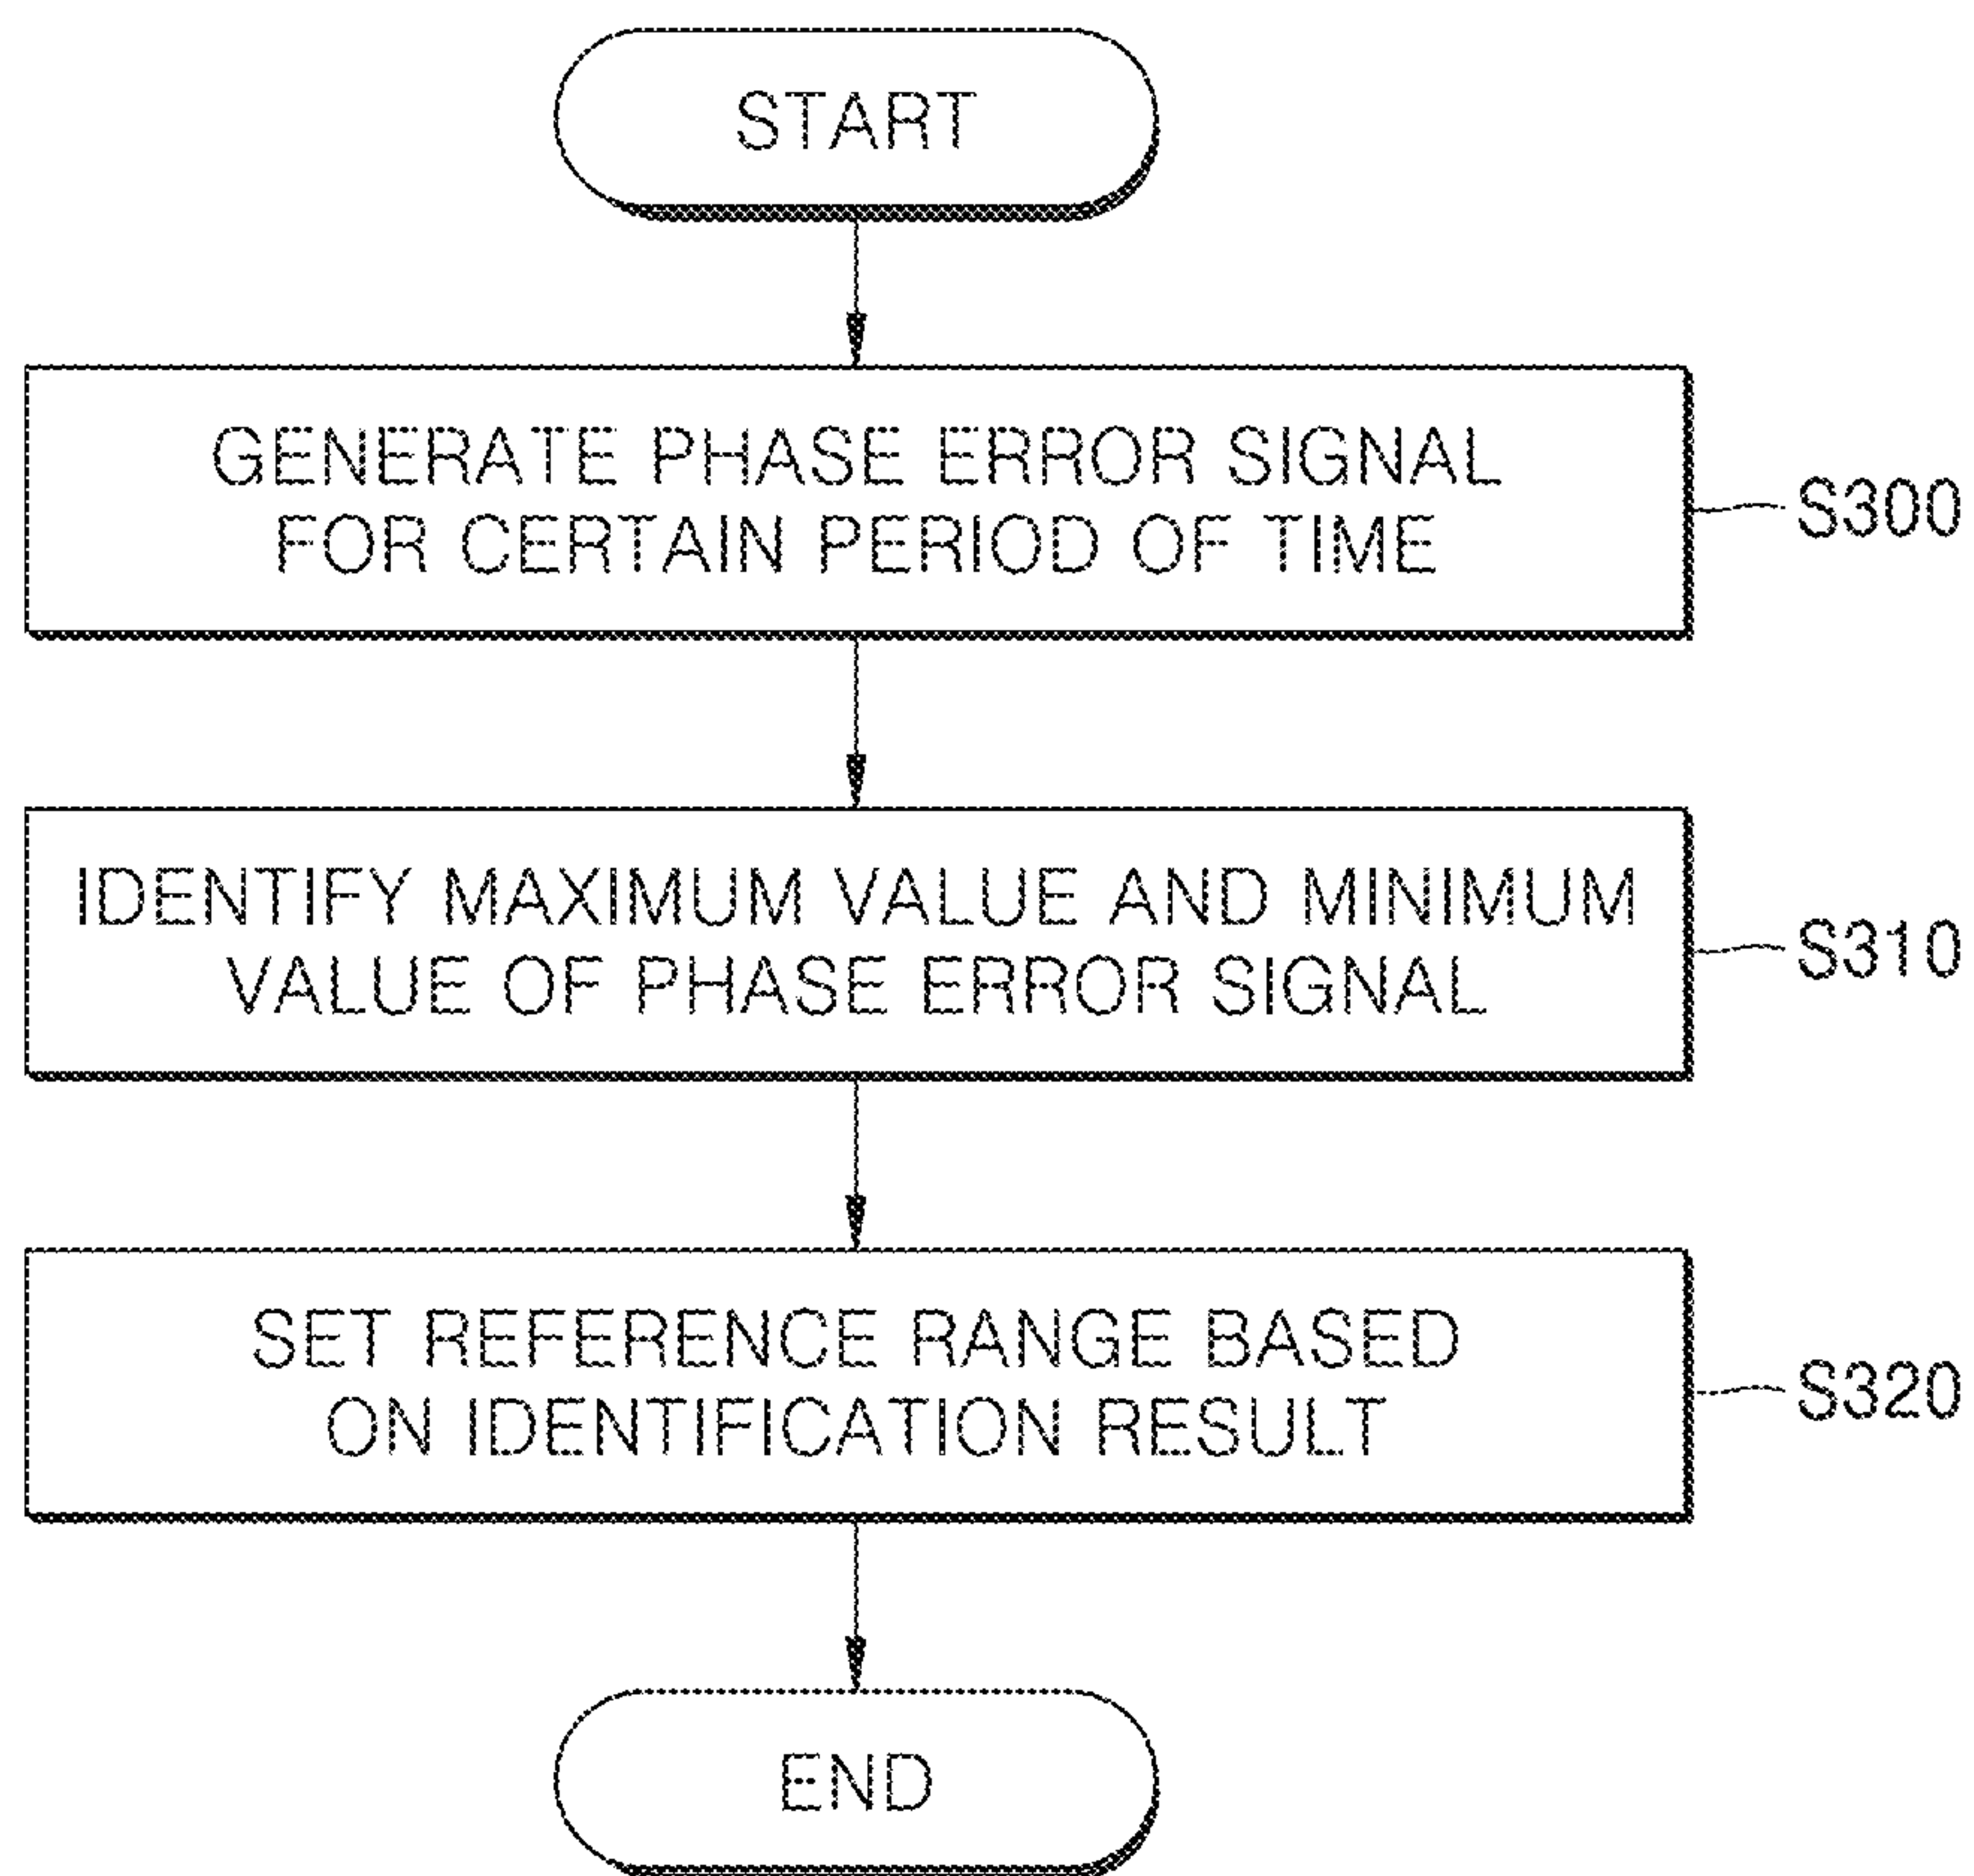 START
GENERATE PHASE ERROR SIGNAL
FOR CERTAIN PERIOD OF TIME
S300
IDENTIFY MAXIMUM VALUE AND MINIMUM
VALUE OF PHASE ERROR SIGNAL
S310
SET REFERENCE RANGE BASED
ON IDENTIFICATION RESULT
S320
END